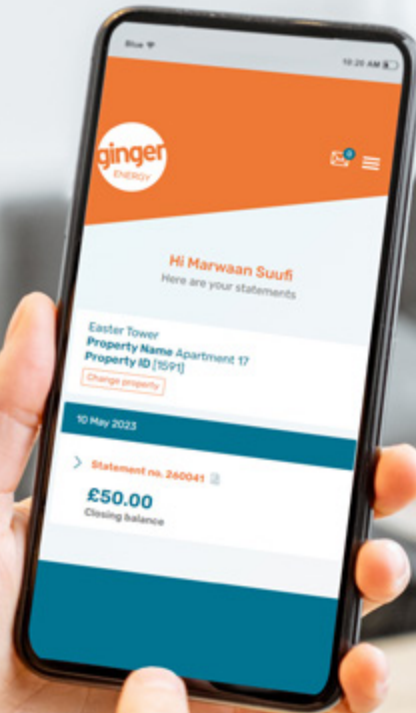 Blue
10:20 AM
ginger
ENERGY
Hi Marwaan Suufi
Here are your statements
Easter Tower
Property Name Apartment 17
Property ID [1591]
Change property
10 May 2023
Statement no. 260041
£50.00
Closing balance